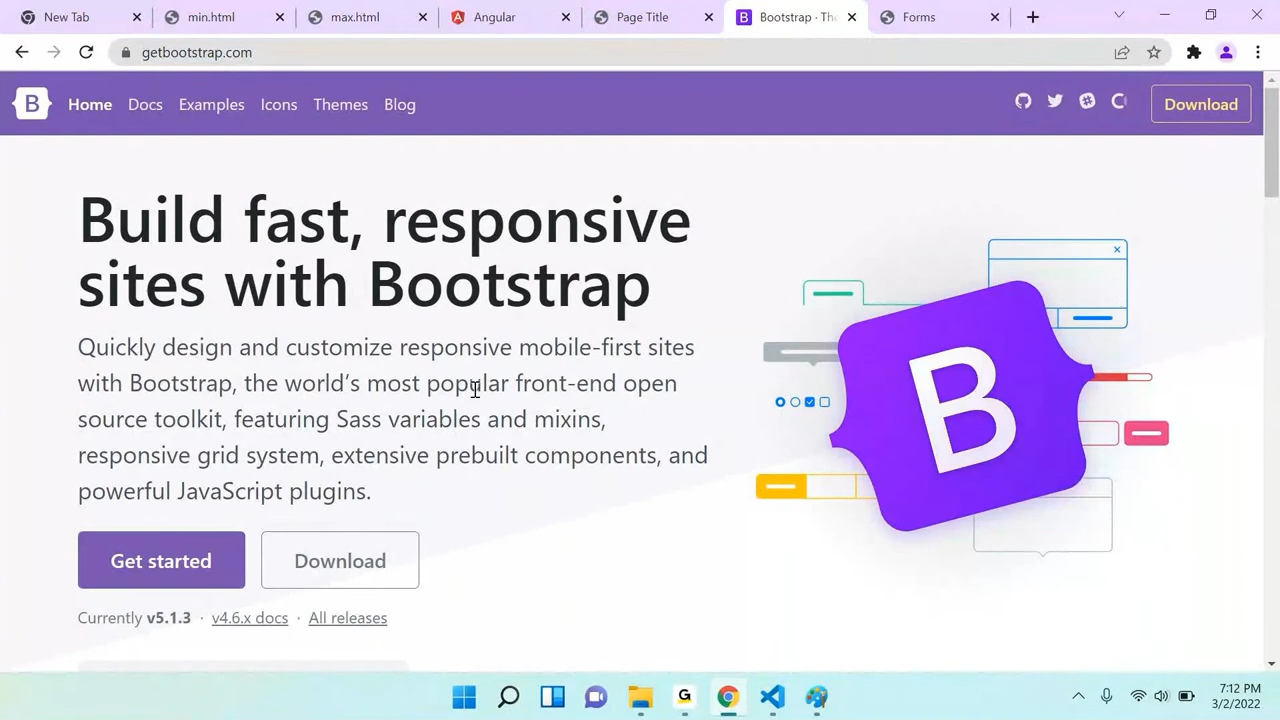 New Tab
min.html
max.html
Angular
Page Title
Bootstrap · The
Forms
getbootstrap.com
B
Home
Docs
Examples
Icons
Themes
Blog
Download
Build fast, responsive
sites with Bootstrap
Quickly design and customize responsive mobile-first sites
with Bootstrap, the world’s most popular front-end open
source toolkit, featuring Sass variables and mixins,
responsive grid system, extensive prebuilt components, and
powerful JavaScript plugins.
B
Get started
Download
Currently v5.1.3 · v4.6.x docs · All releases
G
7:12 PM
3/2/2022